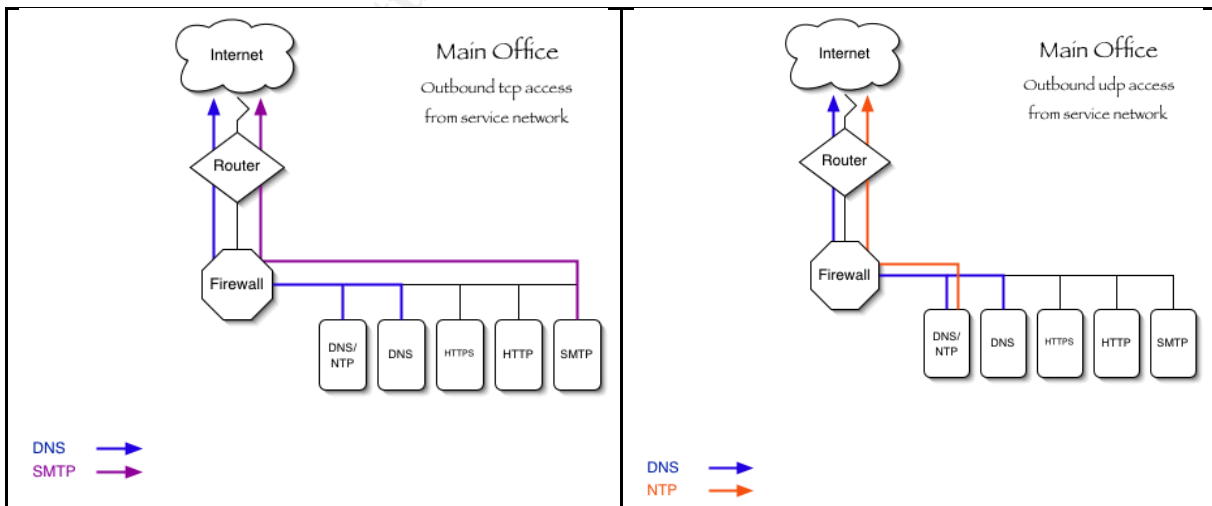 Internet
Main Office
Outbound tcp access
from service network
Router
Firewall
DNS/
NTP
DNS
HTTPS
HTTP
SMTP
DNS
SMTP
Internet
Main Office
Outbound udp access
from service network
Router
Firewall
DNS/
NTP
DNS
HTTPS
HTTP
SMTP
DNS
NTP